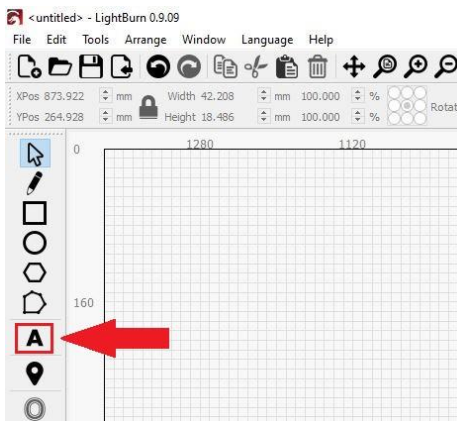 <untitled> - LightBurn 0.9.09
File Edit Tools Arrange Window Language Help
XPos 873.922 mm Width 42.208 mm 100.000 % 
YPos 264.928 mm Height 18.486 mm 100.000 % Rotat
0 1280 1120
160
A